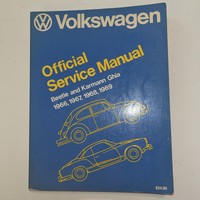 Volkswagen
Official
Service Manual
Beetle and Karmann Ghia
1966, 1967, 1968, 1969